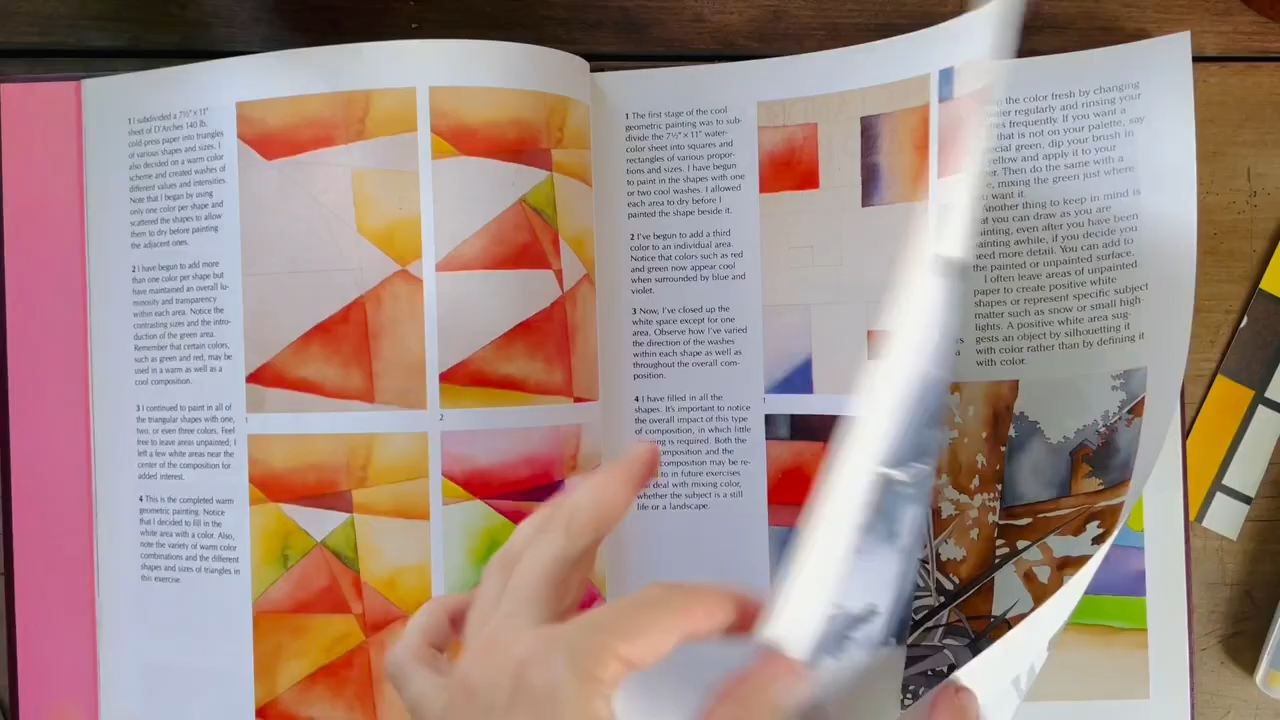 1 I subdivided a 7½" × 11"
sheet of D'Arches 140 lb.
cold-press paper into triangles
of various shapes and sizes. I
also decided on a warm color
scheme and created washes of
different values and intensities.
Note that I began by using
only one color per shape and
scattered the shapes to allow
them to dry before painting
the adjacent ones.
2 I have begun to add more
than one color per shape but
have maintained an overall lu-
minosity and transparency
within each area. Notice the
contrasting sizes and the intro-
duction of the green area.
Remember that certain colors,
such as green and red, may be
used in a warm as well as a
cool composition.
3 I continued to paint in all of
the triangular shapes with one,
two, or even three colors. Feel
free to leave areas unpainted; I
left a few white areas near the
center of the composition for
added interest.
4 This is the completed warm
geometric painting. Notice
that I decided to fill in the
white area with a color. Also,
note the variety of warm color
combinations and the different
shapes and sizes of triangles in
this exercise.
1
2
1 The first stage of the cool
geometric painting was to sub-
divide the 7½" × 11" water-
color sheet into squares and
rectangles of various propor-
tions and sizes. I have begun
to paint in the shapes with one
or two cool washes. I allowed
each area to dry before I
painted the shape beside it.
2 I've begun to add a third
color to an individual area.
Notice that colors such as red
and green now appear cool
when surrounded by blue and
violet.
3 Now, I've closed up the
white space except for one
area. Observe how I've varied
the direction of the washes
within each shape as well as
throughout the overall com-
position.
4 I have filled in all the
shapes. It's important to notice
the overall impact of this type
of composition, in which little
ing is required. Both the
omposition and the
composition may be re-
to in future exercises
deal with mixing color,
whether the subject is a still
life or a landscape.
1
the color fresh by changing
regularly and rinsing your
frequently. If you want a
that is not on your palette, say
green, dip your brush in
yellow and apply it to your
Then do the same with a
mixing the green just where
want it.
Another thing to keep in mind is
you can draw as you are
painting, even after you have been
painting awhile, if you decide you
need more detail. You can add to
the painted or unpainted surface.
I often leave areas of unpainted
paper to create positive white
shapes or represent specific subject
matter such as snow or small high-
lights. A positive white area sug-
gests an object by silhouetting it
with color rather than by defining it
with color.